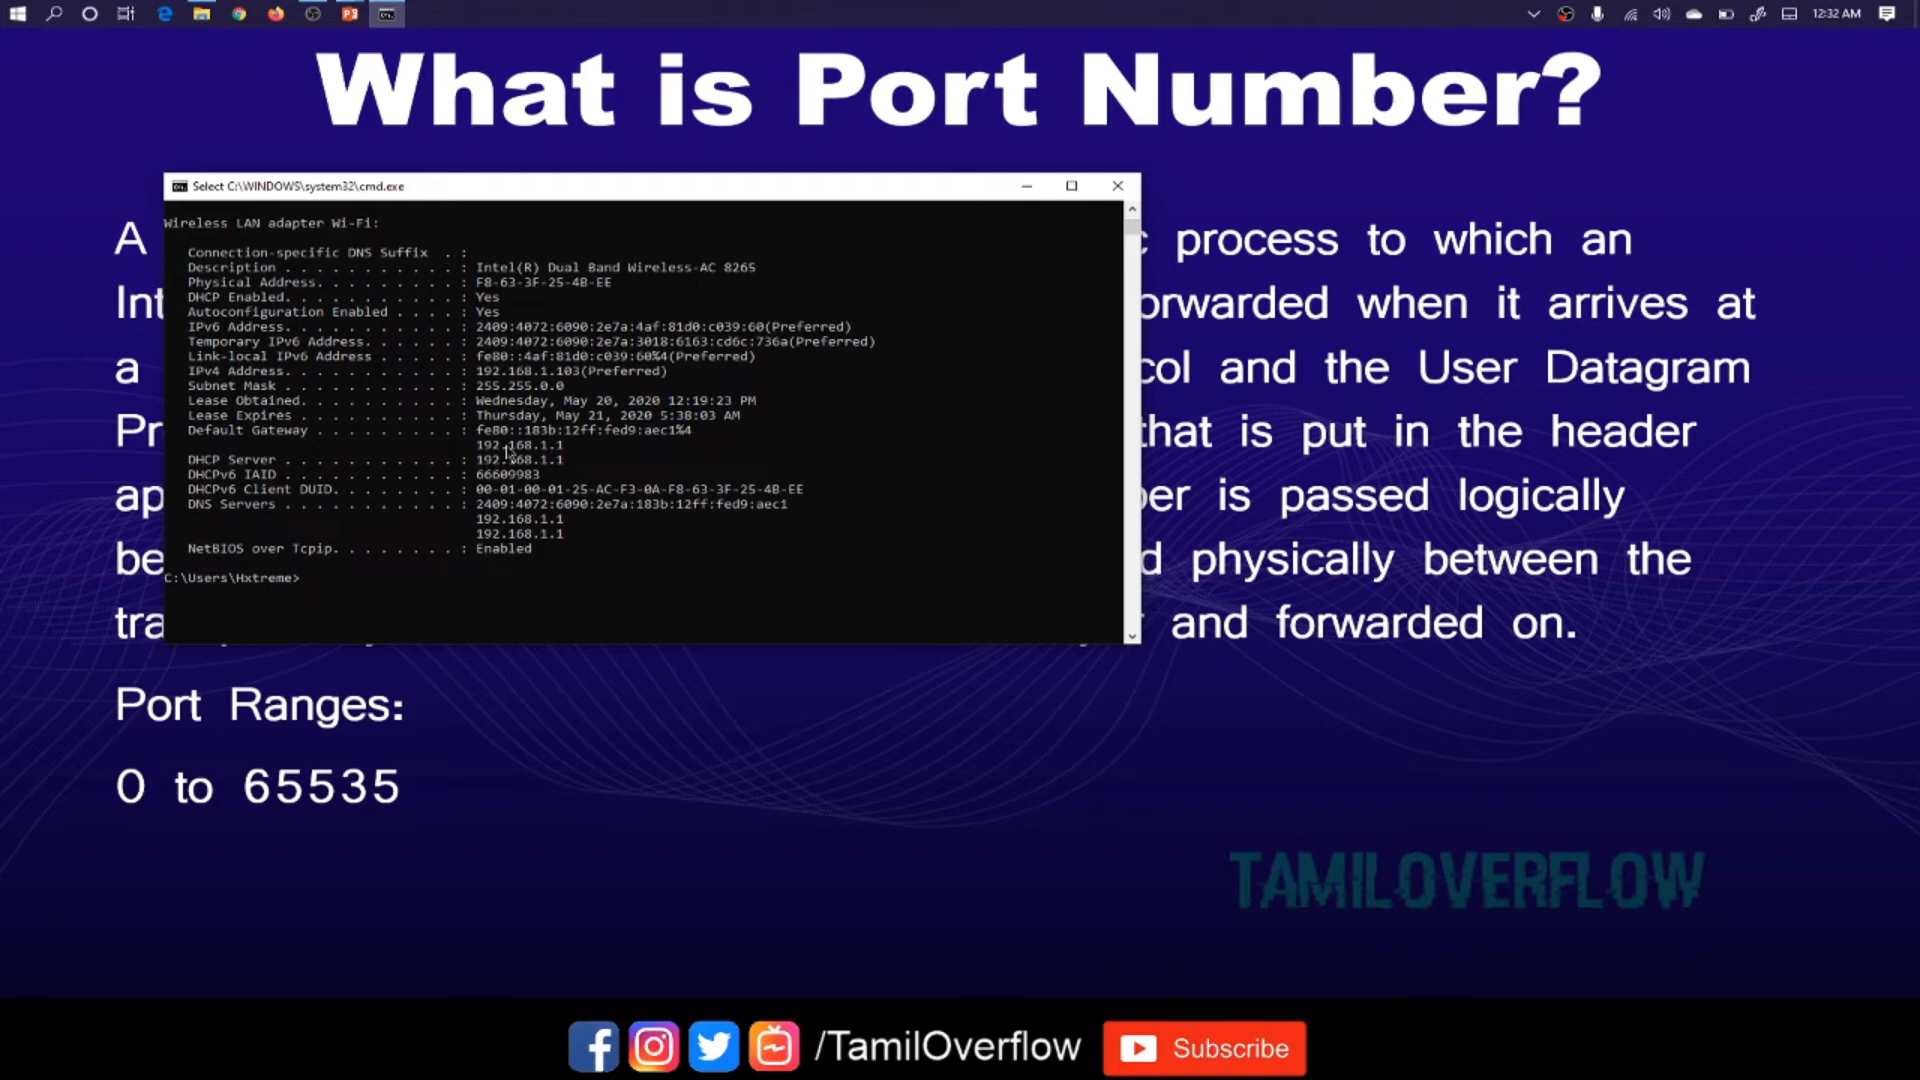 12:32 AM
What is Port Number?
Select C:\WINDOWS\system32\cmd.exe
Wireless LAN adapter Wi-Fi:
Connection-specific DNS Suffix . :
Description . . . . . . . . . . . : Intel(R) Dual Band Wireless-AC 8265
Physical Address. . . . . . . . . : F8-63-3F-25-4B-EE
DHCP Enabled. . . . . . . . . . . : Yes
Autoconfiguration Enabled . . . . : Yes
IPv6 Address. . . . . . . . . . . : 2409:4072:6090:2e7a:4af:81d0:c039:60(Preferred)
Temporary IPv6 Address. . . . . . : 2409:4072:6090:2e7a:3018:6163:cd6c:736a(Preferred)
Link-local IPv6 Address . . . . . : fe80::4af:81d0:c039:60%4(Preferred)
IPv4 Address. . . . . . . . . . . : 192.168.1.103(Preferred)
Subnet Mask . . . . . . . . . . . : 255.255.0.0
Lease Obtained. . . . . . . . . . : Wednesday, May 20, 2020 12:19:23 PM
Lease Expires . . . . . . . . . . : Thursday, May 21, 2020 5:38:03 AM
Default Gateway . . . . . . . . . : fe80::183b:12ff:fed9:aec1%4
192.168.1.1
DHCP Server . . . . . . . . . . . : 192.168.1.1
DHCPv6 IAID . . . . . . . . . . . : 66609983
DHCPv6 Client DUID. . . . . . . . : 00-01-00-01-25-AC-F3-0A-F8-63-3F-25-4B-EE
DNS Servers . . . . . . . . . . . : 2409:4072:6090:2e7a:183b:12ff:fed9:aec1
192.168.1.1
192.168.1.1
NetBIOS over Tcpip. . . . . . . . : Enabled
C:\Users\Hxtreme>
A process to which an
Int orwarded when it arrives at
a col and the User Datagram
Pr that is put in the header
ap er is passed logically
be d physically between the
tra and forwarded on.
Port Ranges:
0 to 65535
TAMILOVERFLOW
/TamilOverflow
Subscribe